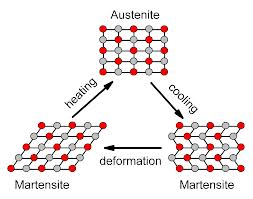 Austenite
heating
cooling
deformation
Martensite
Martensite